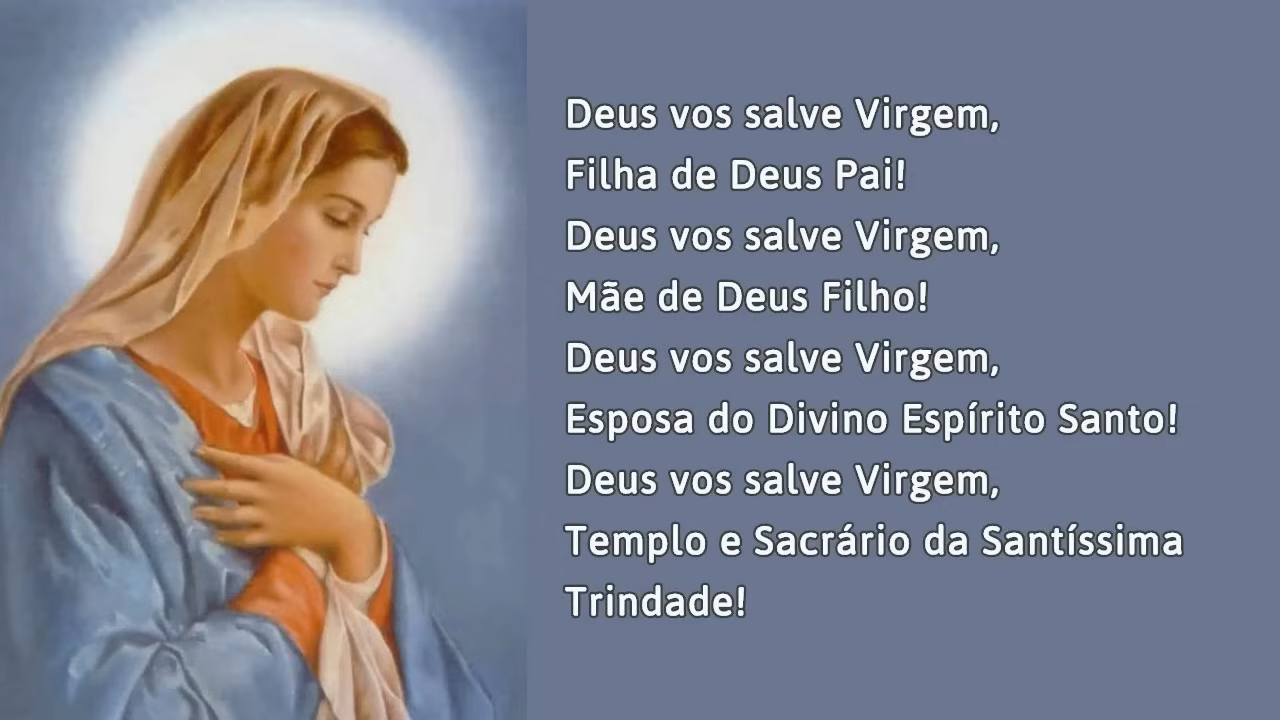 Deus vos salve Virgem,
Filha de Deus Pai!
Deus vos salve Virgem,
Mãe de Deus Filho!
Deus vos salve Virgem,
Esposa do Divino Espírito Santo!
Deus vos salve Virgem,
Templo e Sacrário da Santíssima
Trindade!